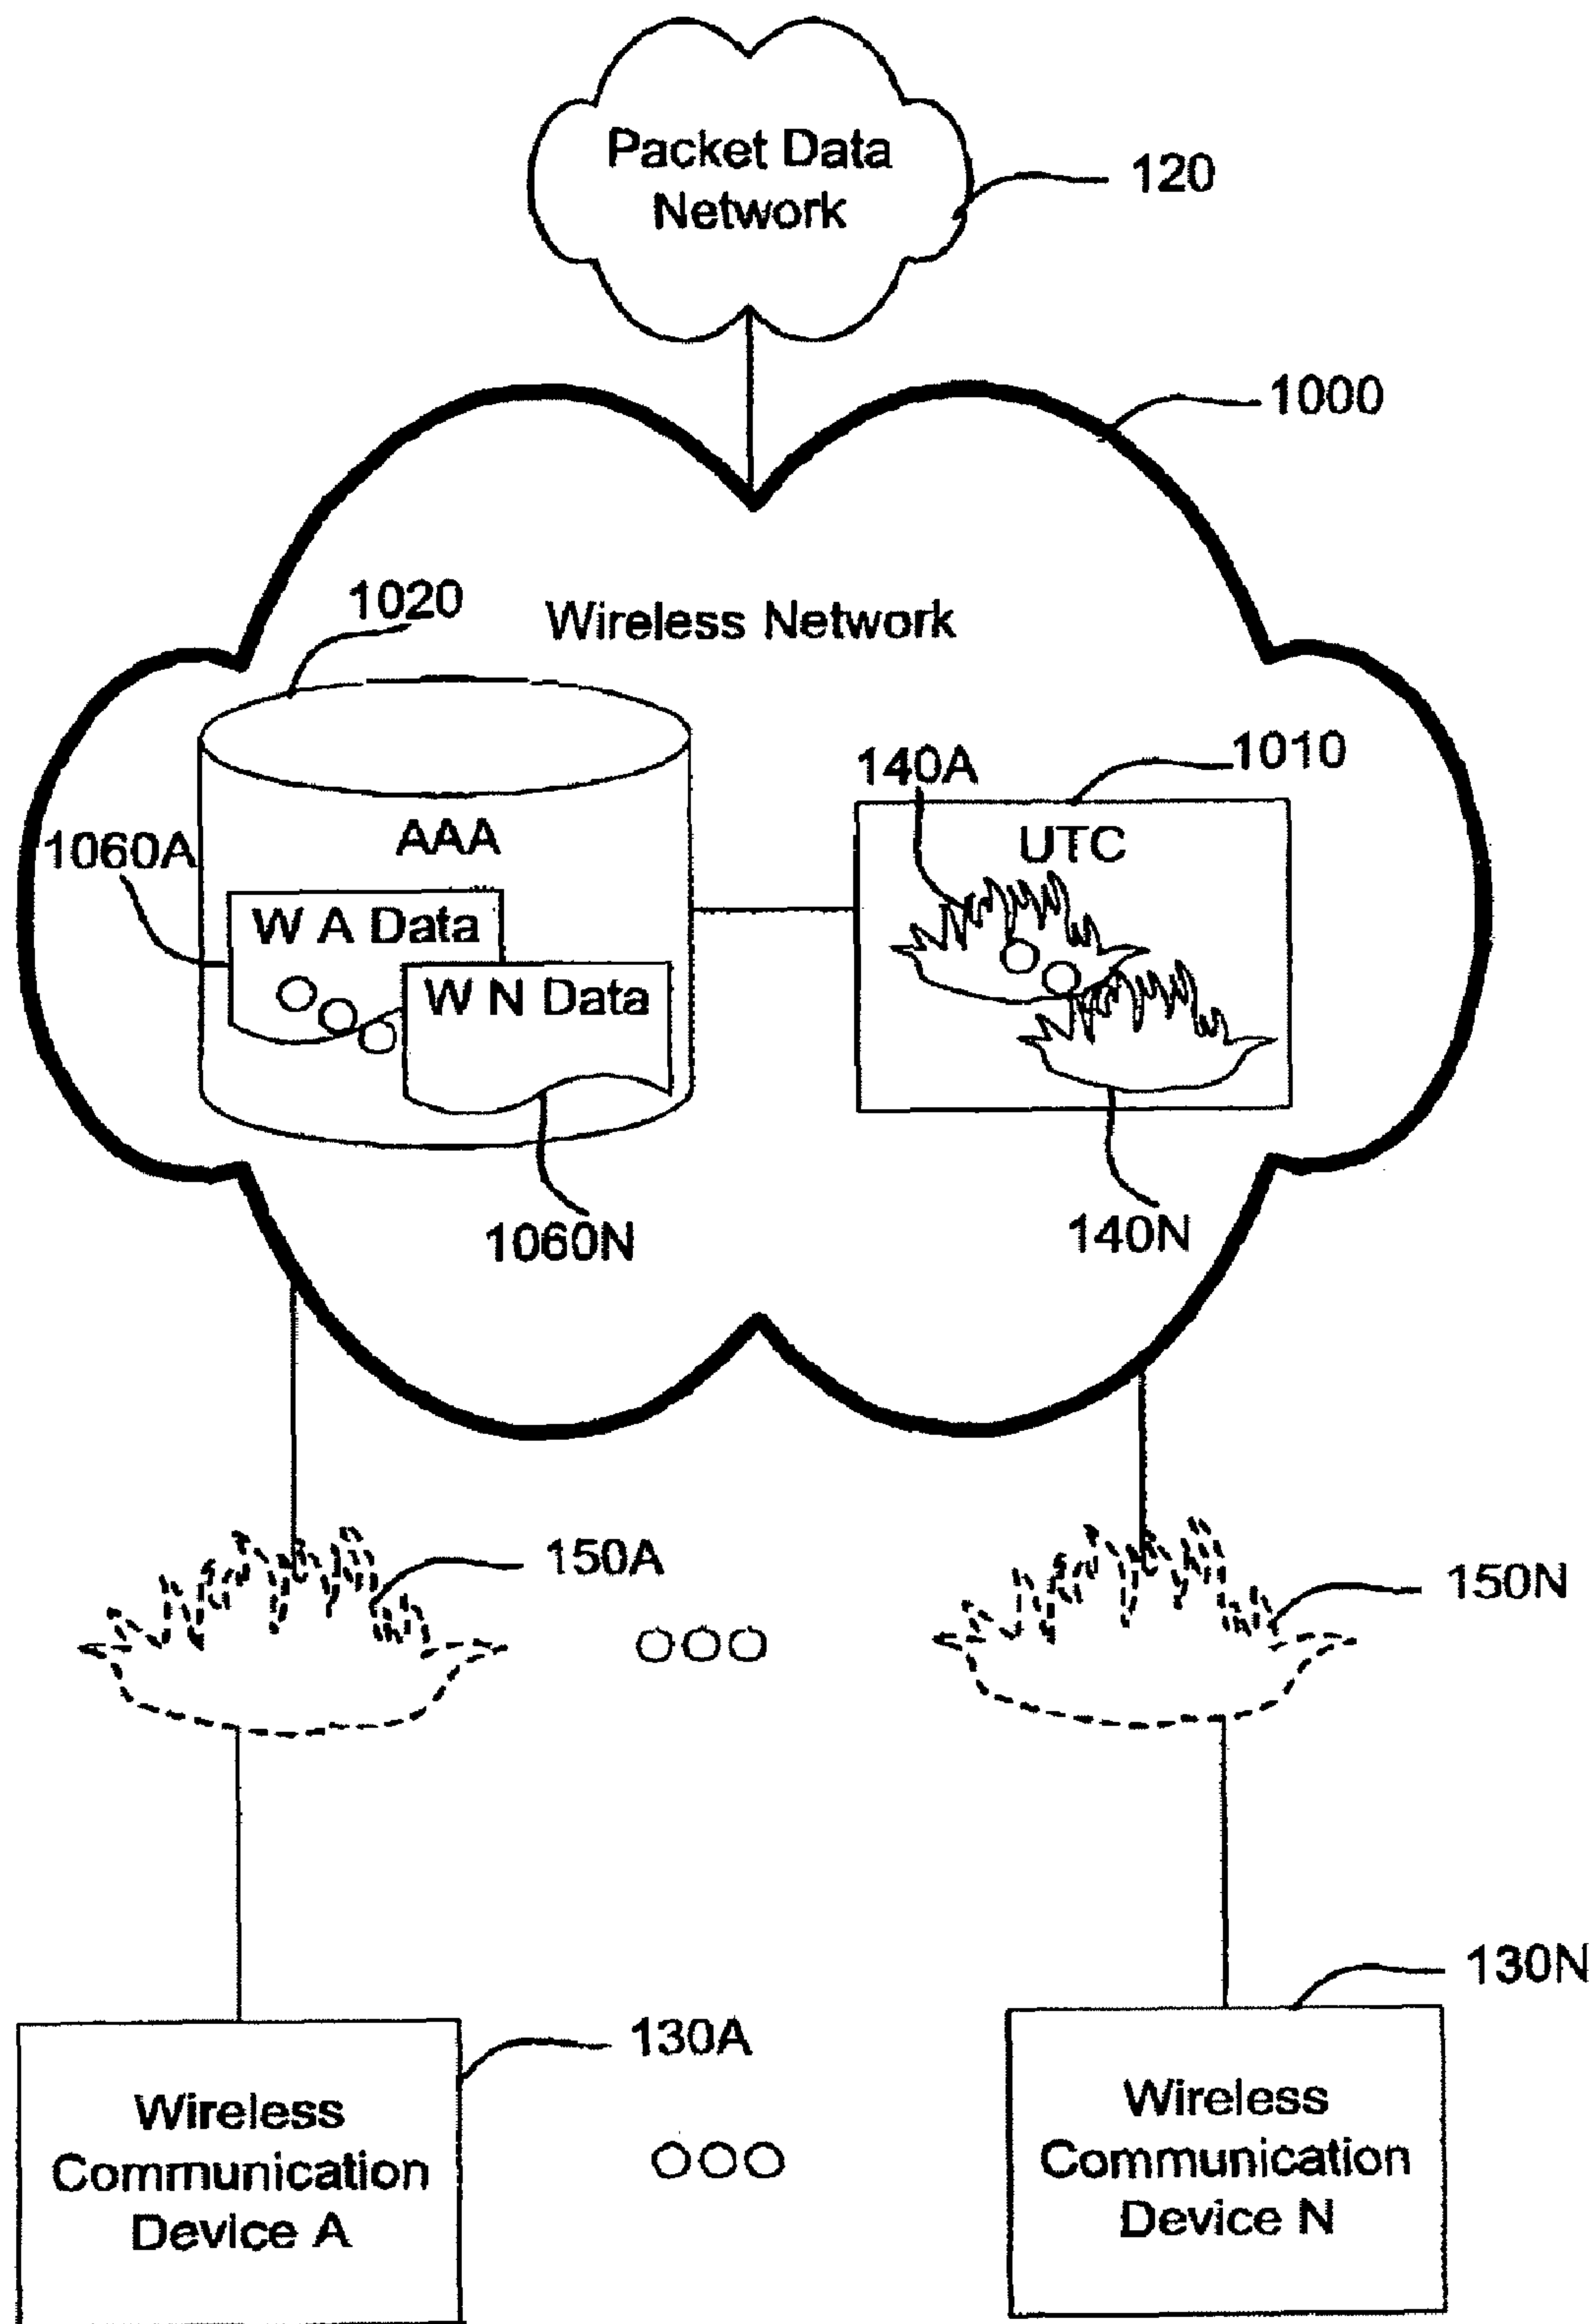 Packet Data
Network
120
1000
1020
Wireless Network
140A
1010
1060A
AAA
UTC
W A Data
W N Data
1060N
140N
150A
150N
130N
130A
Wireless
Communication
Device A
Wireless
Communication
Device N